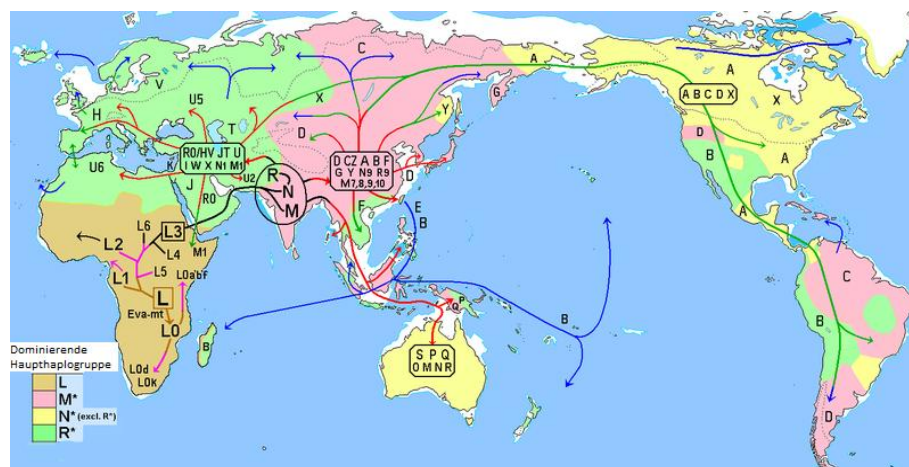 C
A
V
A
G
A B C D X
X
U5
X
H
T
Y
D
D
A
R0/HV JT U
I W X N1 M1
D CZ A B F
G Y N9 R9
M7,8,9,10
K
U6
R
U2
D
B
J
R0
N
M
F
E
B
A
L6
L3
L2
M1
L4
L5
L0abf
L1
L
Eva-mt
L0
Q
P
C
B
B
B
S P Q
O M N R
L0d
L0k
D
Dominierende
Haupthaplogruppe
L
M*
N* (excl. R*)
R*